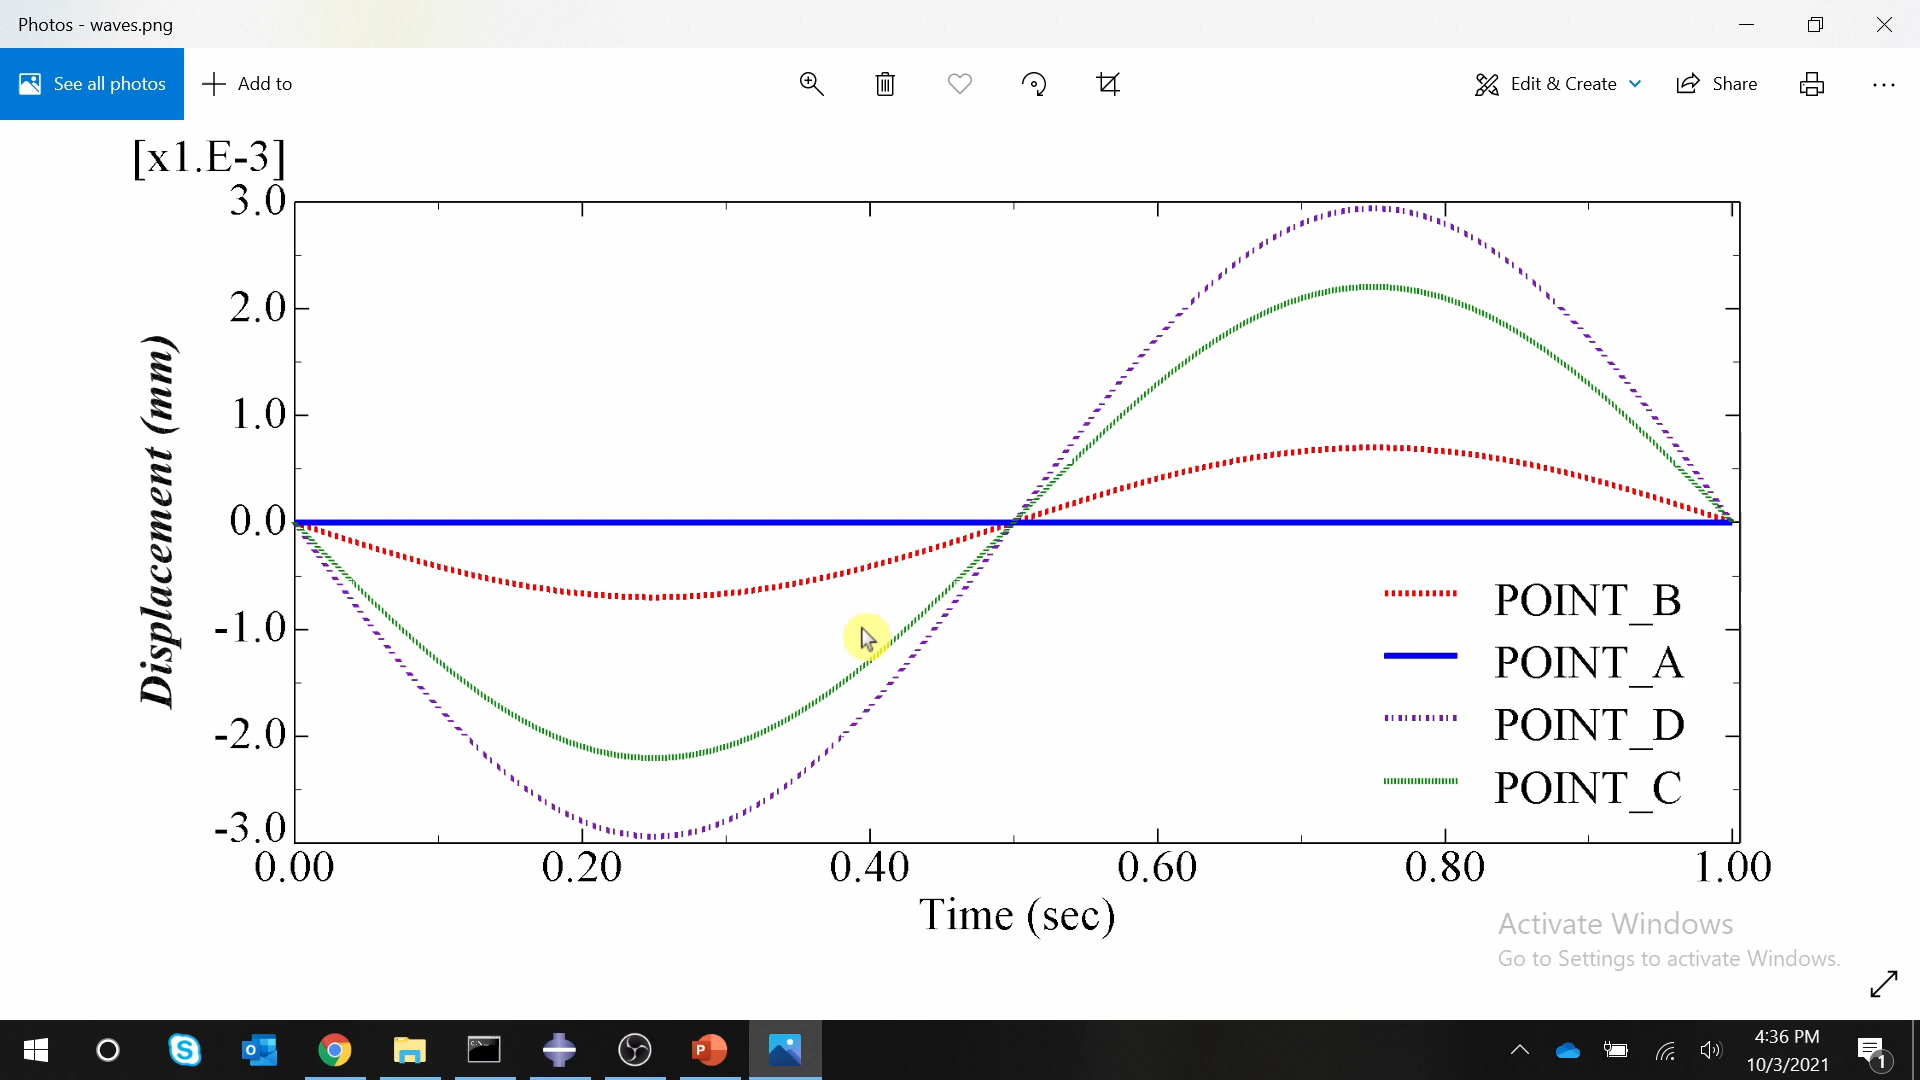 Photos - waves.png
See all photos
Add to
Edit & Create
Share
[x1.E-3]
3.0
2.0
1.0
0.0
-1.0
-2.0
-3.0
Displacement (mm)
POINT_B
POINT_A
POINT_D
POINT_C
0.00 0.20 0.40 0.60 0.80 1.00
Time (sec)
Activate Windows
Go to Settings to activate Windows.
4:36 PM
10/3/2021
1